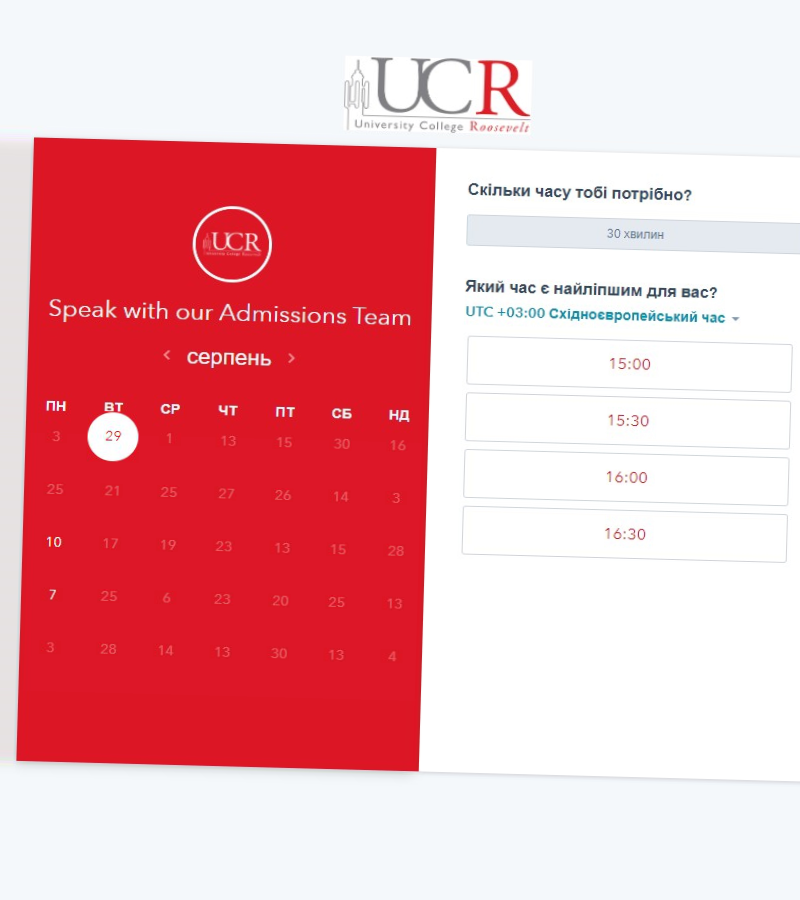 UCR
University College Roosevelt
UCR
Speak with our Admissions Team
серпень
ПН ВТ СР ЧТ ПТ СБ НД
3 29 1 13 15 30 16
25 21 25 27 26 14 3
10 17 19 23 13 15 28
7 25 6 23 20 25 13
3 28 14 13 30 13 4
Скільки часу тобі потрібно?
30 хвилин
Який час є найліпшим для вас?
UTC +03:00 Східноєвропейський час
15:00
15:30
16:00
16:30